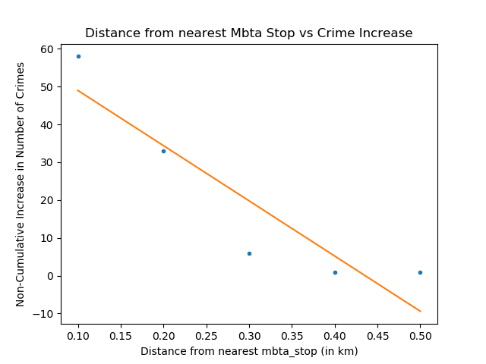 Distance from nearest Mbta Stop vs Crime Increase
60
50
40
30
20
10
0
−10
Non-Cumulative Increase in Number of Crimes
0.10 0.15 0.20 0.25 0.30 0.35 0.40 0.45 0.50
Distance from nearest mbta_stop (in km)